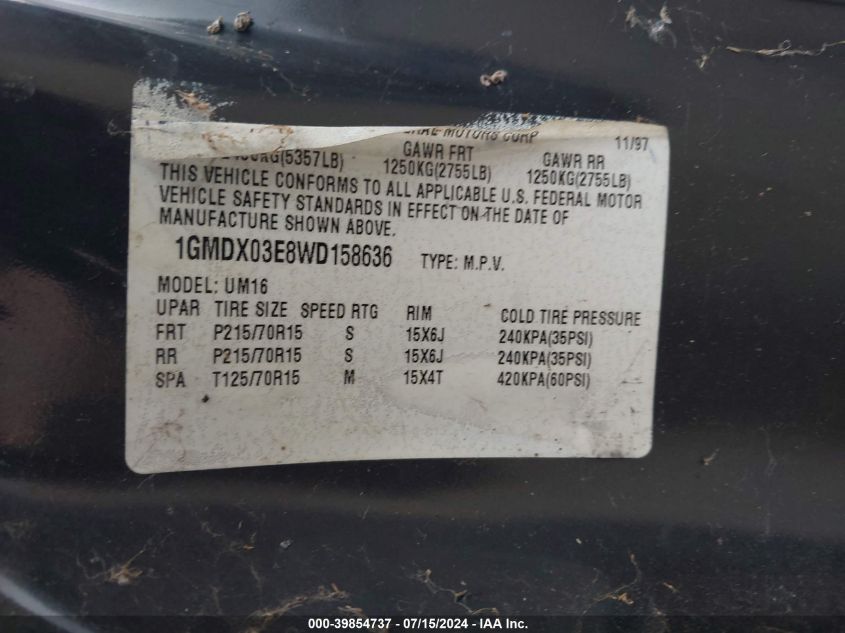 MOTORS CORP 11/97
GAWR FRT GAWR RR
(5357LB) 1250KG(2755LB) 1250KG(2755LB)
THIS VEHICLE CONFORMS TO ALL APPLICABLE U.S. FEDERAL MOTOR
VEHICLE SAFETY STANDARDS IN EFFECT ON THE DATE OF
MANUFACTURE SHOWN ABOVE.
1GMDX03E8WD158636 TYPE: M.P.V.
MODEL: UM16
UPAR TIRE SIZE SPEED RTG RIM COLD TIRE PRESSURE
FRT P215/70R15 S 15X6J 240KPA(35PSI)
RR P215/70R15 S 15X6J 240KPA(35PSI)
SPA T125/70R15 M 15X4T 420KPA(60PSI)
000-39854737 - 07/15/2024 - IAA Inc.